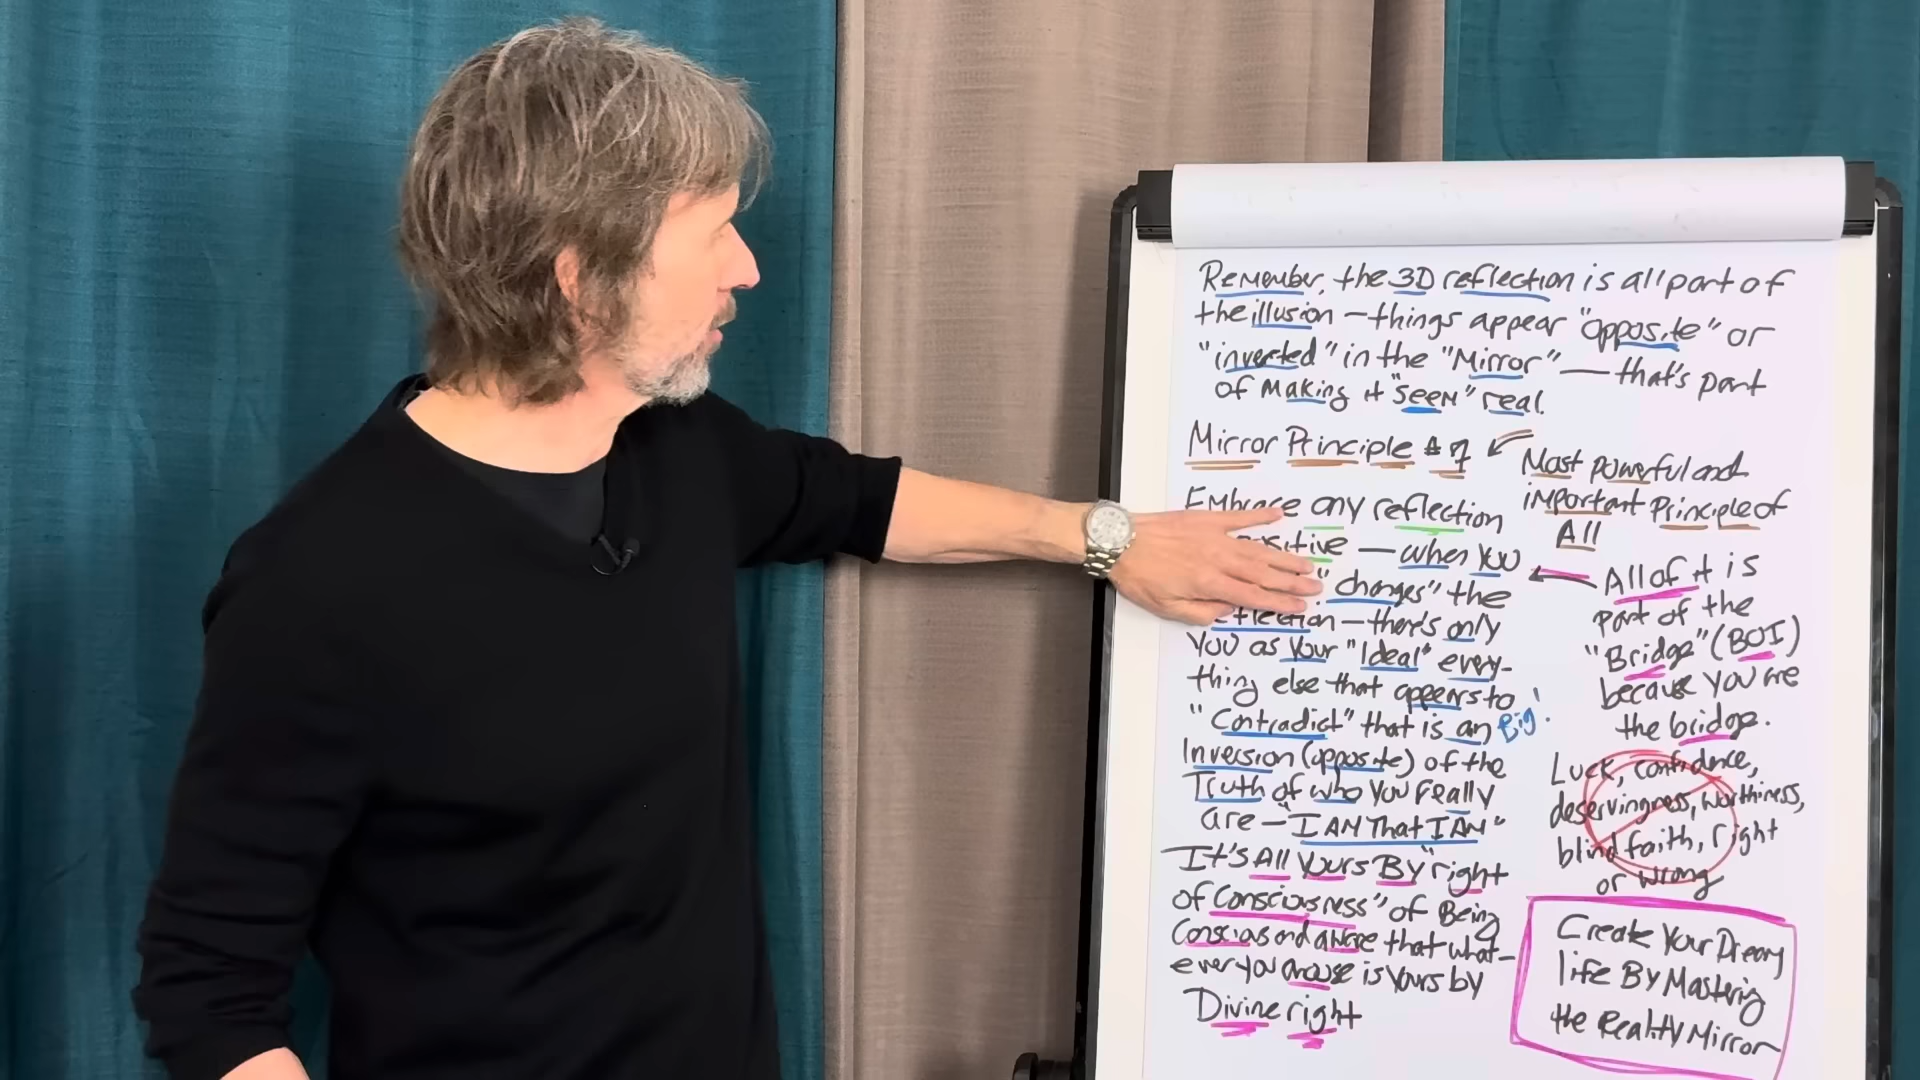 Remember, the 3D reflection is all part of
the illusion — things appear "opposite" or
"inverted" in the "Mirror" — that's part
of making it "seem" real.
Mirror Principle #7
Embrace any reflection
— when you
"changes" the
reflection — there's only
you as your "Ideal" every-
thing else that appears to
"Contradict" that is an Big!
Inversion (opposite) of the
Truth of who you really
are — "I AM That I AM"
It's All Yours By "right
of Consciousness" of Being
Conscious and aware that what-
ever you choose is yours by
Divine right
Most powerful and
important Principle of
All
All of it is
part of the
"Bridge" (BOI)
because you are
the bridge.
Luck, confidence,
deservingness, worthiness,
blind faith, right
or wrong
Create Your Dream
life By Mastering
the Reality Mirror